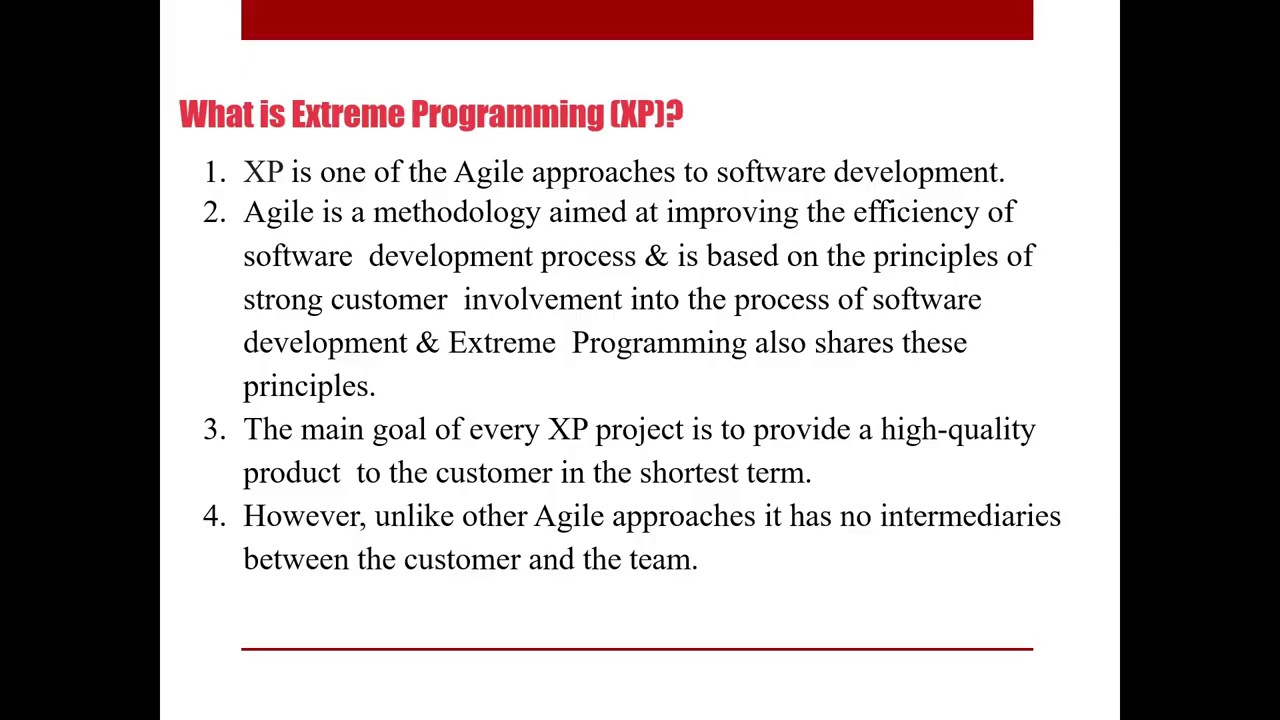 What is Extreme Programming (XP)?
1. XP is one of the Agile approaches to software development.
2. Agile is a methodology aimed at improving the efficiency of
software development process & is based on the principles of
strong customer involvement into the process of software
development & Extreme Programming also shares these
principles.
3. The main goal of every XP project is to provide a high-quality
product to the customer in the shortest term.
4. However, unlike other Agile approaches it has no intermediaries
between the customer and the team.